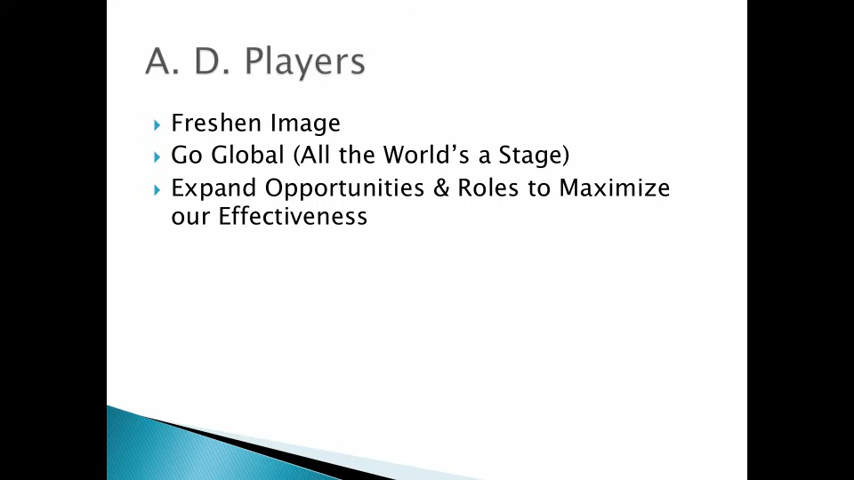 A. D. Players
Freshen Image
Go Global (All the World's a Stage)
Expand Opportunities & Roles to Maximize
our Effectiveness